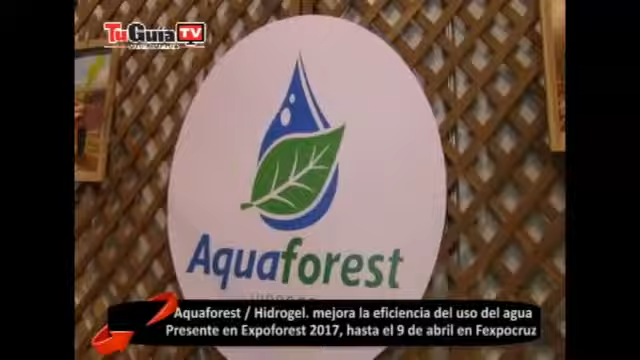 TuGuía TV
Aquaforest
Aquaforest / Hidrogel. mejora la eficiencia del uso del agua
Presente en Expoforest 2017, hasta el 9 de abril en Fexpocruz